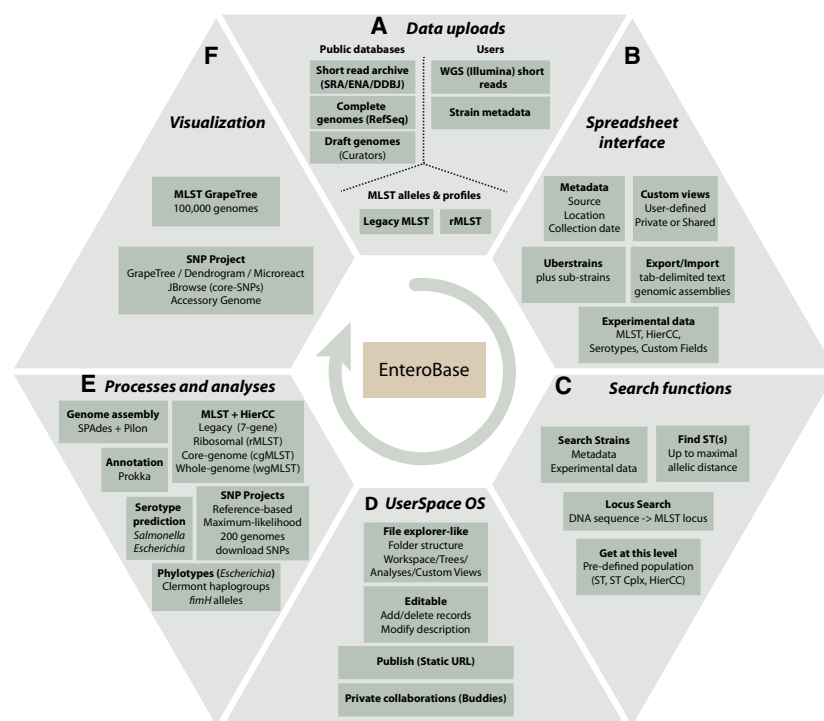 A Data uploads
Public databases
Short read archive
(SRA/ENA/DDBJ)
Complete
genomes (RefSeq)
Draft genomes
(Curators)
Users
WGS (Illumina) short
reads
Strain metadata
MLST alleles & profiles
Legacy MLST
rMLST
B
Spreadsheet
interface
Metadata
Source
Location
Collection date
Custom views
User-defined
Private or Shared
Uberstrains
plus sub-strains
Export/Import
tab-delimited text
genomic assemblies
Experimental data
MLST, HierCC,
Serotypes, Custom Fields
C Search functions
Search Strains
Metadata
Experimental data
Find ST(s)
Up to maximal
allelic distance
Locus Search
DNA sequence -> MLST locus
Get at this level
Pre-defined population
(ST, ST Cplx, HierCC)
D UserSpace OS
File explorer-like
Folder structure
Workspace/Trees/
Analyses/Custom Views
Editable
Add/delete records
Modify description
Publish (Static URL)
Private collaborations (Buddies)
E Processes and analyses
Genome assembly
SPAdes + Pilon
MLST + HierCC
Legacy (7-gene)
Ribosomal (rMLST)
Core-genome (cgMLST)
Whole-genome (wgMLST)
Annotation
Prokka
Serotype
prediction
Salmonella
Escherichia
SNP Projects
Reference-based
Maximum-likelihood
200 genomes
download SNPs
Phylotypes (Escherichia)
Clermont haplogroups
fimH alleles
F
Visualization
MLST GrapeTree
100,000 genomes
SNP Project
GrapeTree / Dendrogram / Microreact
JBrowse (core-SNPs)
Accessory Genome
EnteroBase